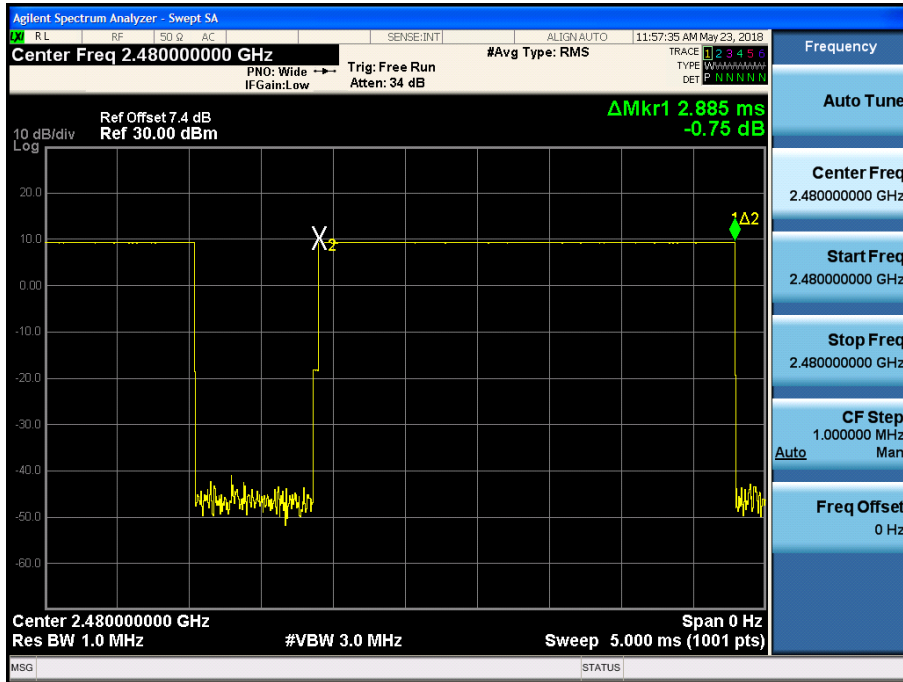 Agilent Spectrum Analyzer - Swept SA
LXI RL RF 50 Ω AC SENSE:INT ALIGN AUTO 11:57:35 AM May 23, 2018
Center Freq 2.480000000 GHz
PNO: Wide
IFGain:Low
Trig: Free Run
Atten: 34 dB
#Avg Type: RMS
TRACE 1 2 3 4 5 6
TYPE WWWWWWW
DET P N N N N N
Ref Offset 7.4 dB
10 dB/div Ref 30.00 dBm
Log
ΔMkr1 2.885 ms
-0.75 dB
20.0
10.0
0.00
-10.0
-20.0
-30.0
-40.0
-50.0
-60.0
X2
1Δ2
Center 2.480000000 GHz Span 0 Hz
Res BW 1.0 MHz #VBW 3.0 MHz Sweep 5.000 ms (1001 pts)
MSG STATUS
Frequency
Auto Tune
Center Freq
2.480000000 GHz
Start Freq
2.480000000 GHz
Stop Freq
2.480000000 GHz
CF Step
1.000000 MHz
Auto Man
Freq Offset
0 Hz